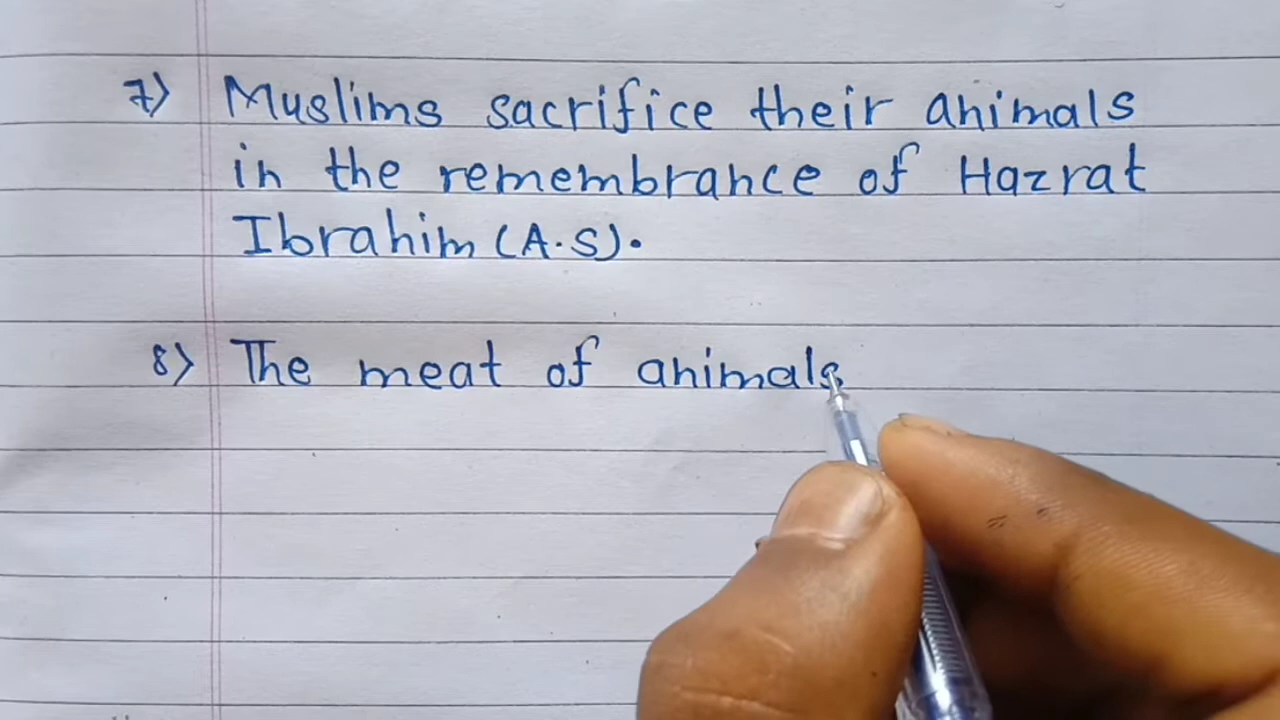 7) Muslims sacrifice their animals
in the remembrance of Hazrat
Ibrahim (A.S).
8) The meat of animals